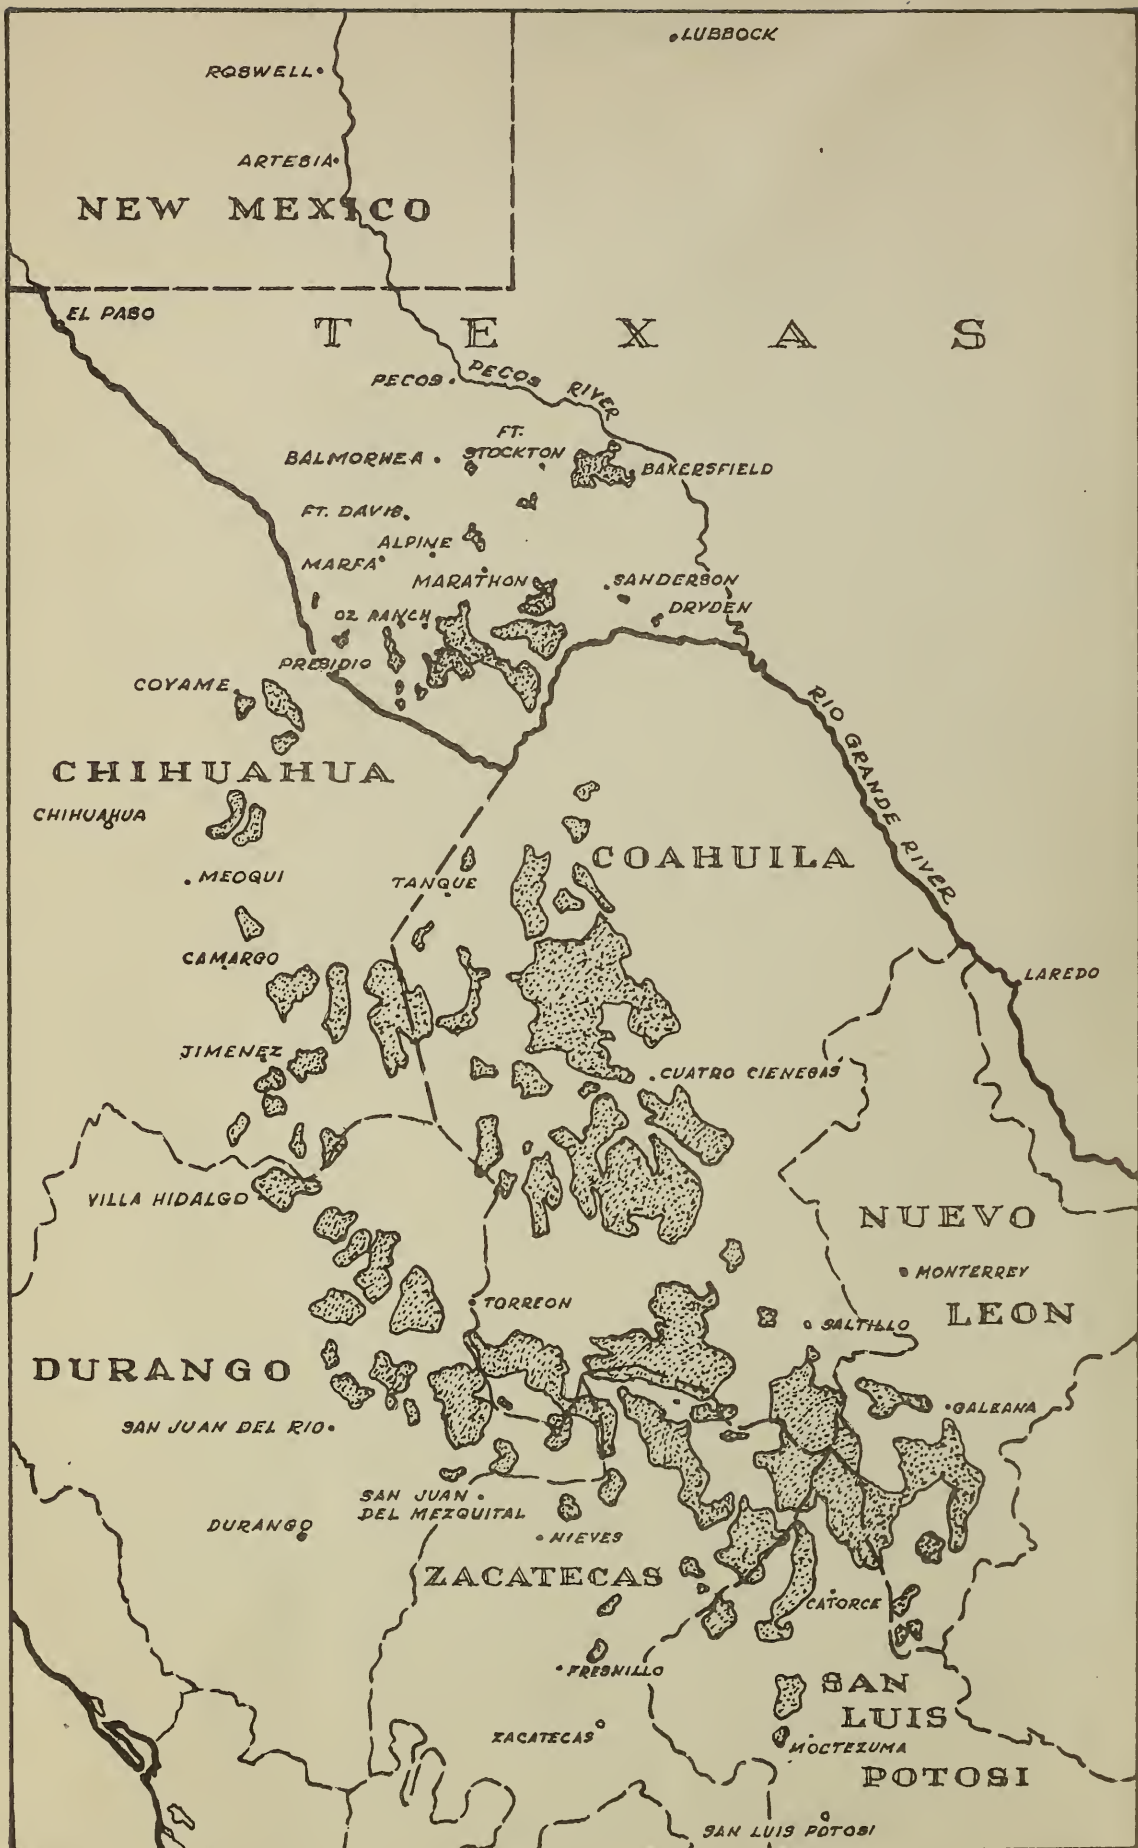 LUBBOCK
ROSWELL
ARTESIA
NEW MEXICO
EL PASO
TEXAS
PECOS
PECOS RIVER
FT.
STOCKTON
BALMORHEA
BAKERSFIELD
FT. DAVIS
ALPINE
MARFA
MARATHON
SANDERSON
OZ RANCH
DRYDEN
PRESIDIO
COYAME
RIO GRANDE RIVER
CHIHUAHUA
CHIHUAHUA
COAHUILA
MEOQUI
TANQUE
CAMARGO
LAREDO
JIMENEZ
CUATRO CIENEGAS
VILLA HIDALGO
NUEVO
LEON
MONTERREY
TORREON
SALTILLO
DURANGO
GALEANA
SAN JUAN DEL RIO
SAN JUAN
DEL MEZQUITAL
DURANGO
NIEVES
ZACATECAS
CATORCE
FRESNILLO
SAN
LUIS
POTOSI
ZACATECAS
MOCTEZUMA
SAN LUIS POTOSI